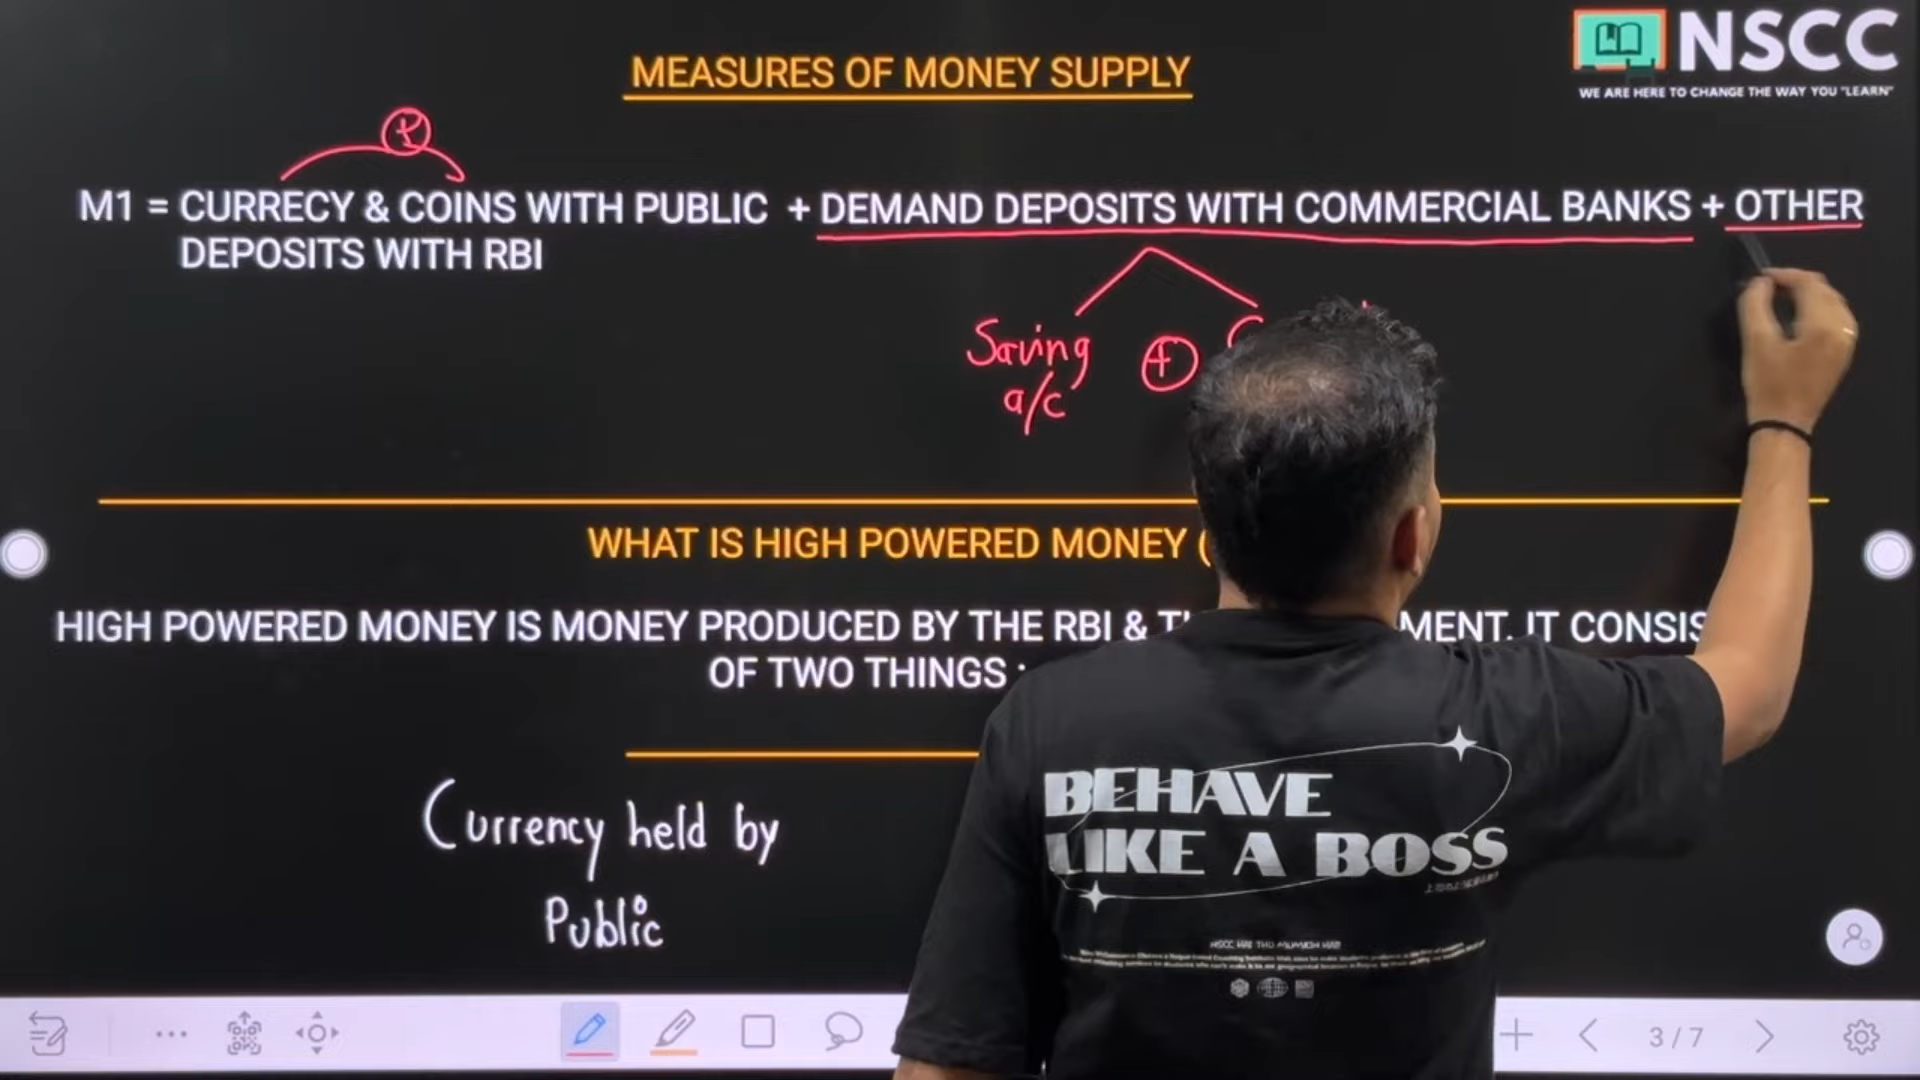 NSCC
WE ARE HERE TO CHANGE THE WAY YOU "LEARN"
MEASURES OF MONEY SUPPLY
M1 = CURRECY & COINS WITH PUBLIC + DEMAND DEPOSITS WITH COMMERCIAL BANKS + OTHER
DEPOSITS WITH RBI
Saving
a/c
WHAT IS HIGH POWERED MONEY (
HIGH POWERED MONEY IS MONEY PRODUCED BY THE RBI & MENT. IT
OF TWO THINGS :
Currency held by
Public
BEHAVE
LIKE A BOSS
3/7